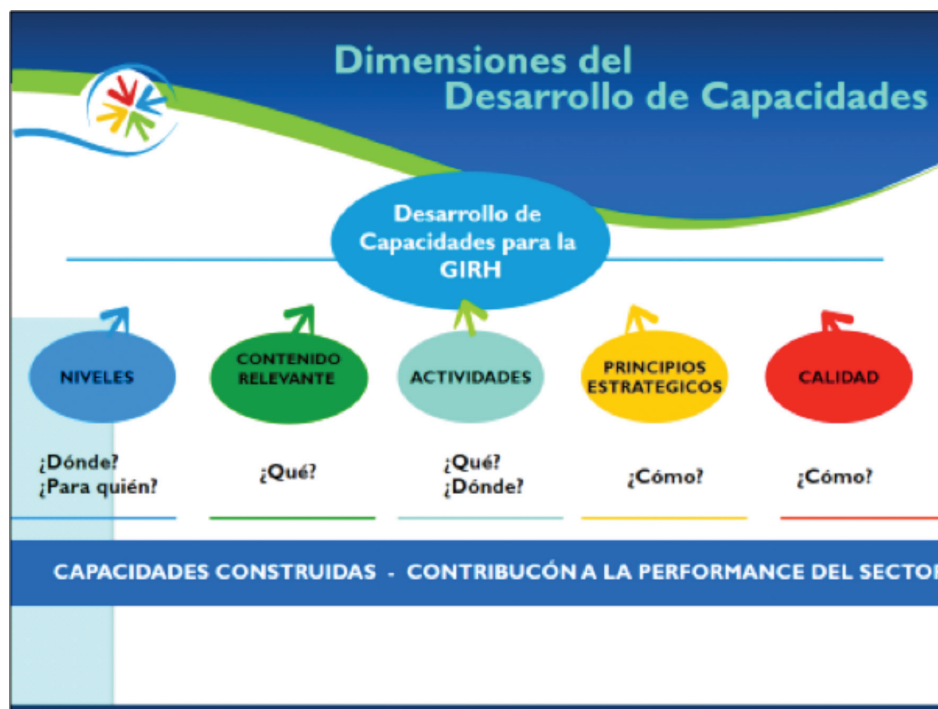 Dimensiones del
Desarrollo de Capacidades
Desarrollo de
Capacidades para la
GIRH
NIVELES
CONTENIDO
RELEVANTE
ACTIVIDADES
PRINCIPIOS
ESTRATEGICOS
CALIDAD
¿Dónde?
¿Para quién?
¿Qué?
¿Qué?
¿Dónde?
¿Cómo?
¿Cómo?
CAPACIDADES CONSTRUIDAS - CONTRIBUCÓN A LA PERFORMANCE DEL SECTOR